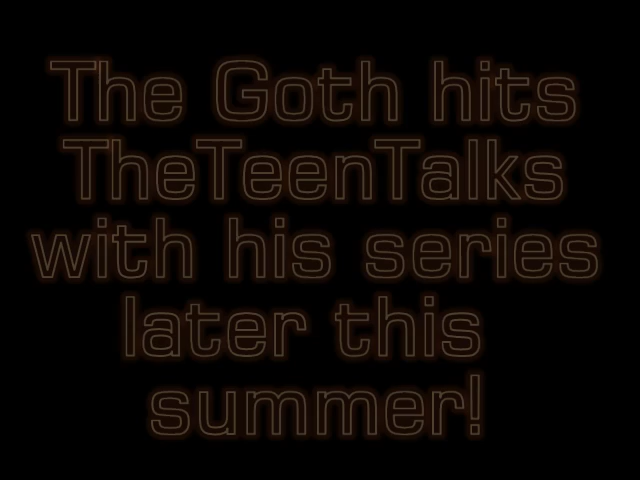 The Goth hits
TheTeenTalks
with his series
later this
summer!